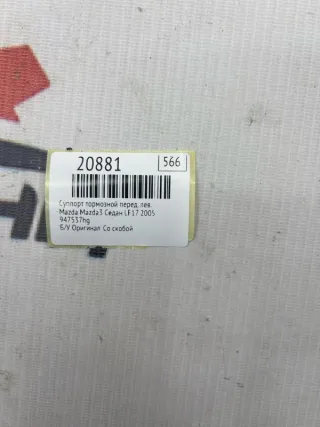 20881
566
Суппорт тормозной перед. лев.
Mazda Mazda3 Седан LF17 2005
947537hg
Б/У Оригинал Со скобой